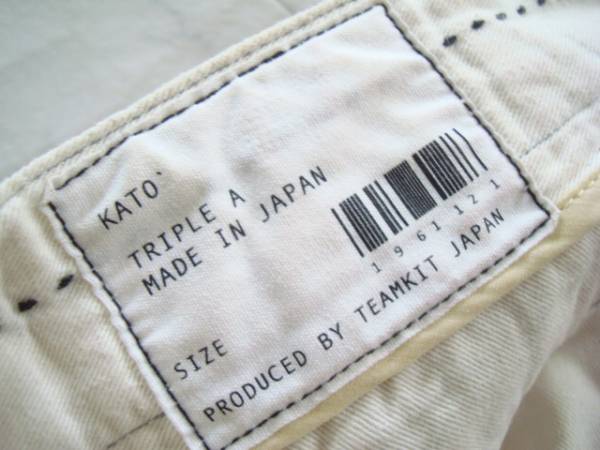 KATO`
TRIPLE A
MADE IN JAPAN
1 9 6 1 1 2 1
SIZE
PRODUCED BY TEAMKIT JAPAN